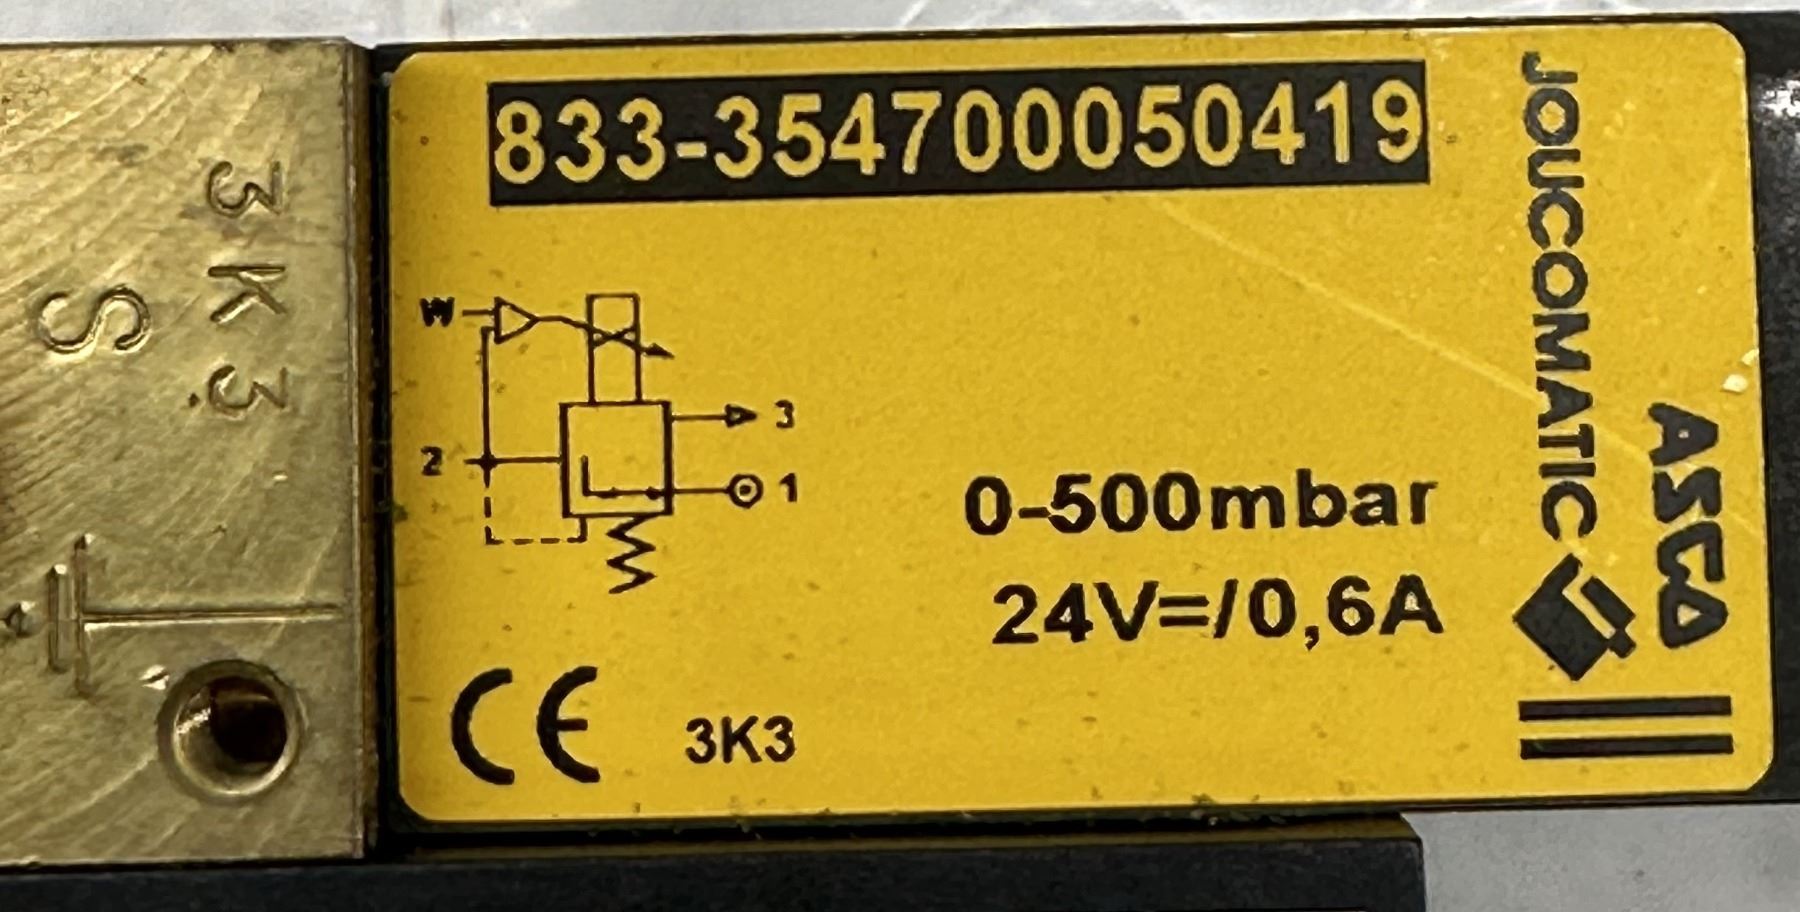 833-354700050419
W
3
2
1
0-500mbar
24V=/0,6A
CE
3K3
JOUCOMATIC
ASCO
3K3
S